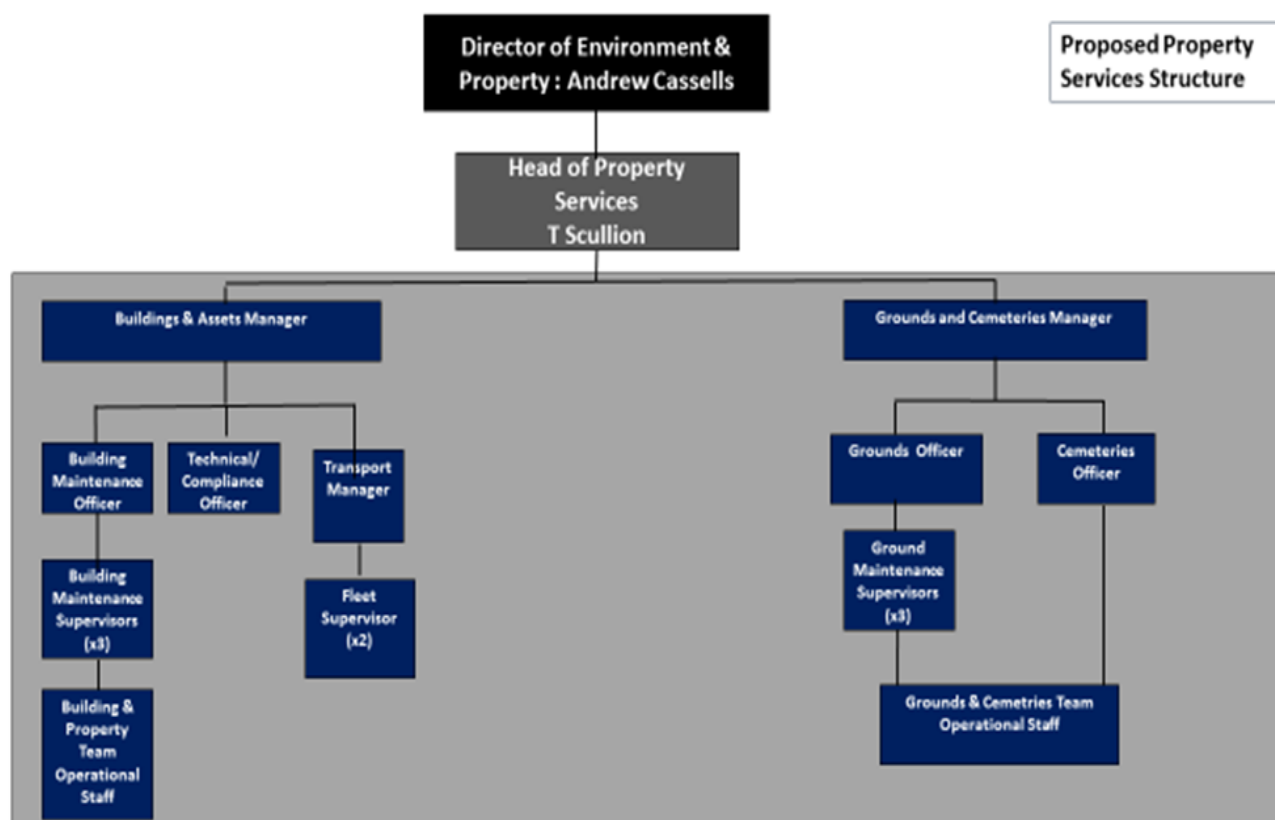 Director of Environment &
Property : Andrew Cassells
Proposed Property
Services Structure
Head of Property
Services
T Scullion
Buildings & Assets Manager
Grounds and Cemeteries Manager
Building
Maintenance
Officer
Technical/
Compliance
Officer
Transport
Manager
Grounds Officer
Cemeteries
Officer
Building
Maintenance
Supervisors
(x3)
Fleet
Supervisor
(x2)
Ground
Maintenance
Supervisors
(x3)
Building &
Property
Team
Operational
Staff
Grounds & Cemetries Team
Operational Staff